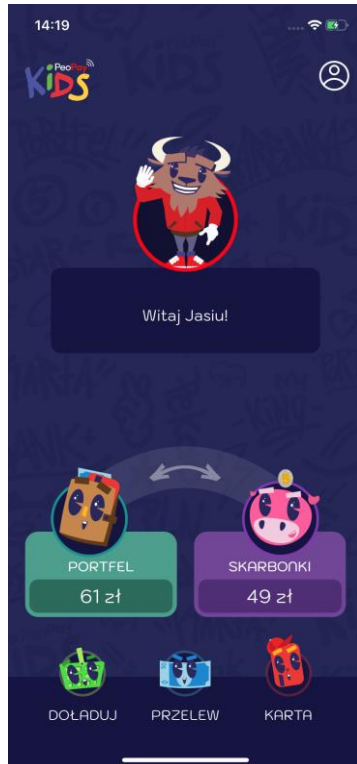 14:19
PeoPay
KIDS
Witaj Jasiu!
PORTFEL
SKARBONKI
61 zł
49 zł
DOŁADUJ
PRZELEW
KARTA